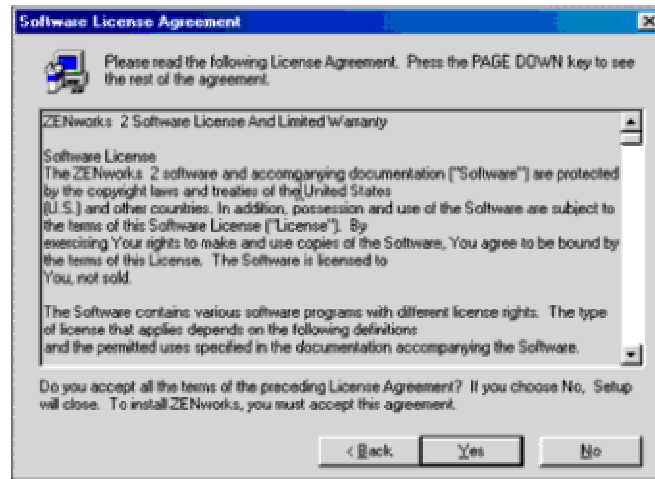 Software License Agreement
Please read the following License Agreement. Press the PAGE DOWN key to see
the rest of the agreement.
ZENworks 2 Software License And Limited Warranty
Software License
The ZENworks 2 software and accompanying documentation ("Software") are protected
by the copyright laws and treaties of the United States
(U.S.) and other countries. In addition, possession and use of the Software are subject to
the terms of this Software License ("License"). By
exercising Your rights to make and use copies of the Software, You agree to be bound by
the terms of this License. The Software is licensed to
You, not sold.
The Software contains various software programs with different license rights. The type
of license that applies depends on the following definitions
and the permitted uses specified in the documentation accompanying the Software.
Do you accept all the terms of the preceding License Agreement? If you choose No, Setup
will close. To install ZENworks, you must accept this agreement.
< Back Yes No